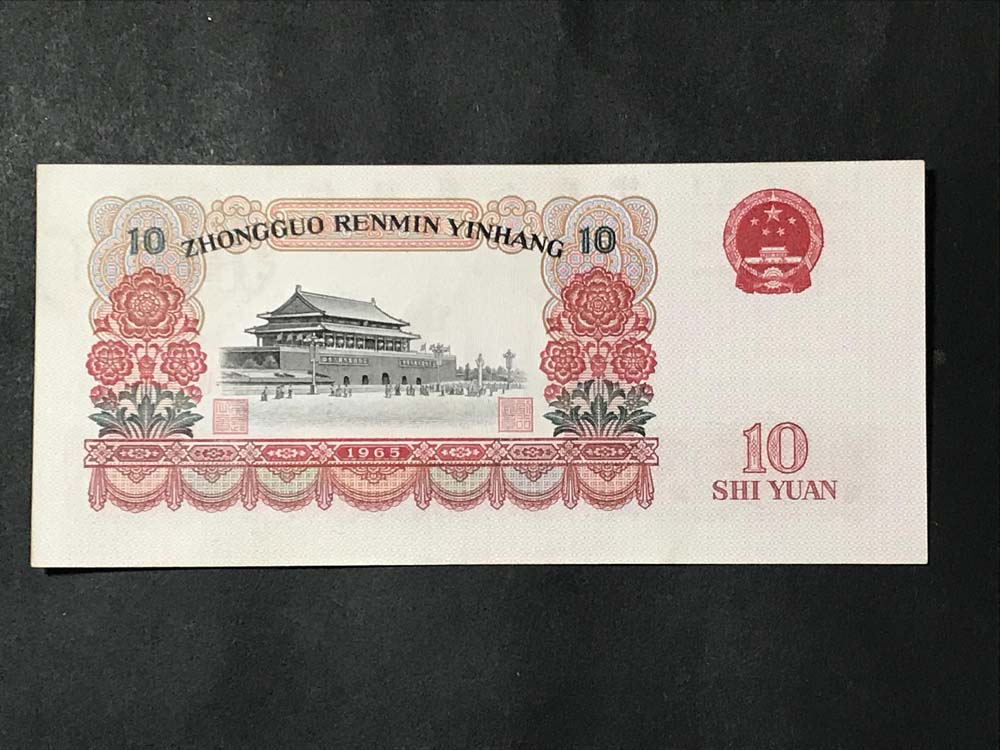 10 ZHONGGUO RENMIN YINHANG 10
1965
10
SHI YUAN